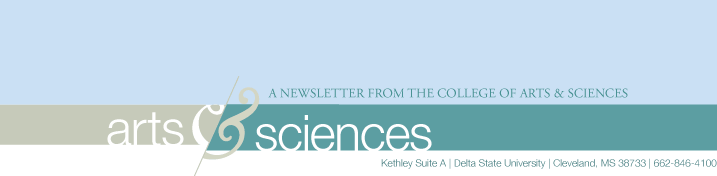 A NEWSLETTER FROM THE COLLEGE OF ARTS & SCIENCES
arts & sciences
Kethley Suite A | Delta State University | Cleveland, MS 38733 | 662-846-4100